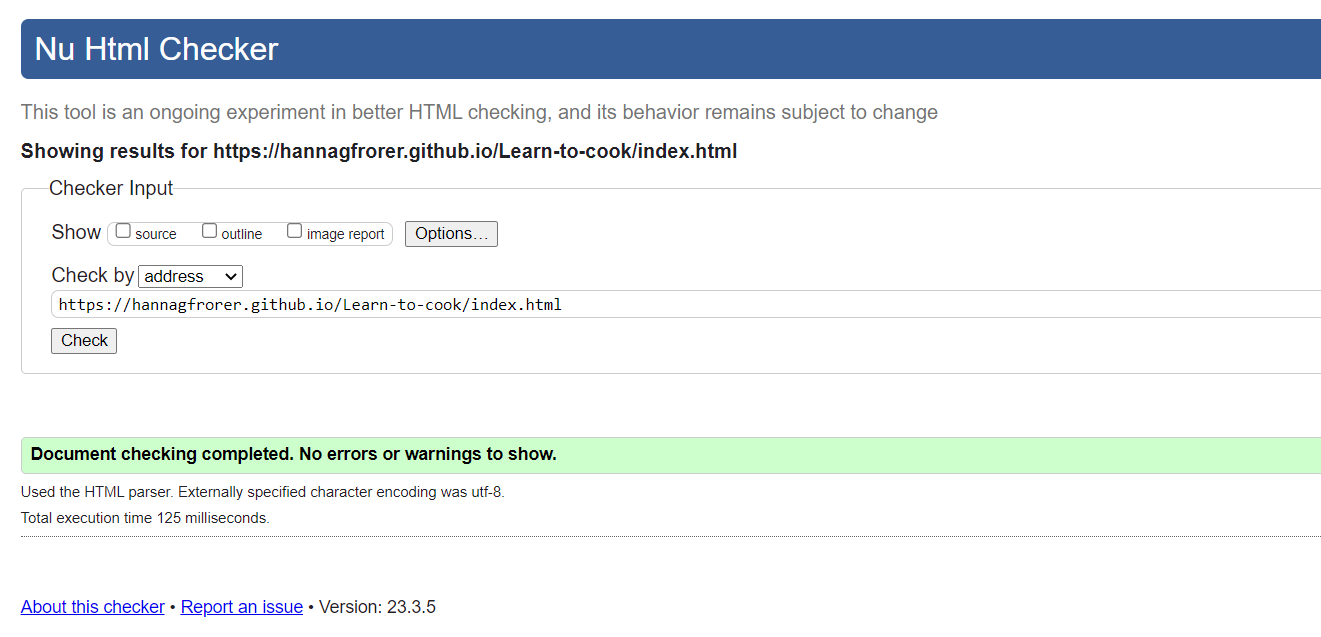 Nu Html Checker
This tool is an ongoing experiment in better HTML checking, and its behavior remains subject to change
Showing results for https://hannagfrorer.github.io/Learn-to-cook/index.html
Checker Input
Show source outline image report Options...
Check by address
https://hannagfrorer.github.io/Learn-to-cook/index.html
Check
Document checking completed. No errors or warnings to show.
Used the HTML parser. Externally specified character encoding was utf-8.
Total execution time 125 milliseconds.
About this checker • Report an issue • Version: 23.3.5